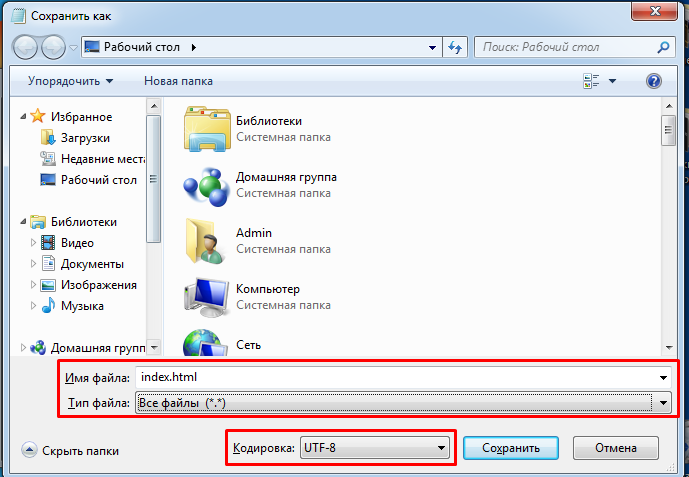 Сохранить как
Рабочий стол
Поиск: Рабочий стол
Упорядочить
Новая папка
Избранное
Загрузки
Недавние места
Рабочий стол
Библиотеки
Видео
Документы
Изображения
Музыка
Домашняя групп
Библиотеки
Системная папка
Домашняя группа
Системная папка
Admin
Системная папка
Компьютер
Системная папка
Сеть
Имя файла: index.html
Тип файла: Все файлы (*.*)
Скрыть папки
Кодировка: UTF-8
Сохранить
Отмена